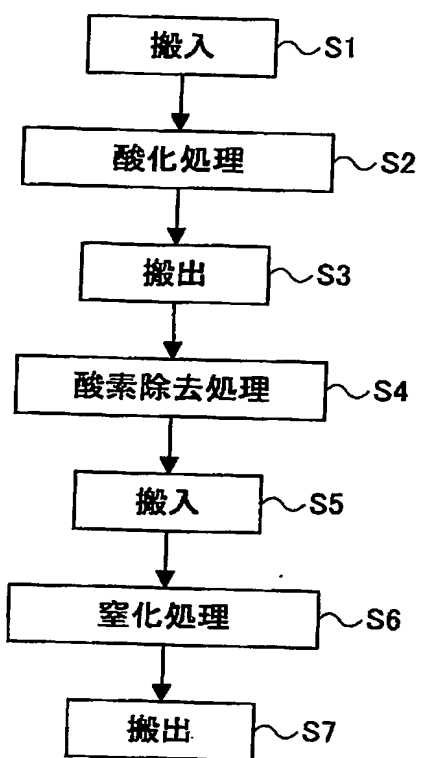 搬入 S1
酸化処理 S2
搬出 S3
酸素除去処理 S4
搬入 S5
窒化処理 S6
搬出 S7